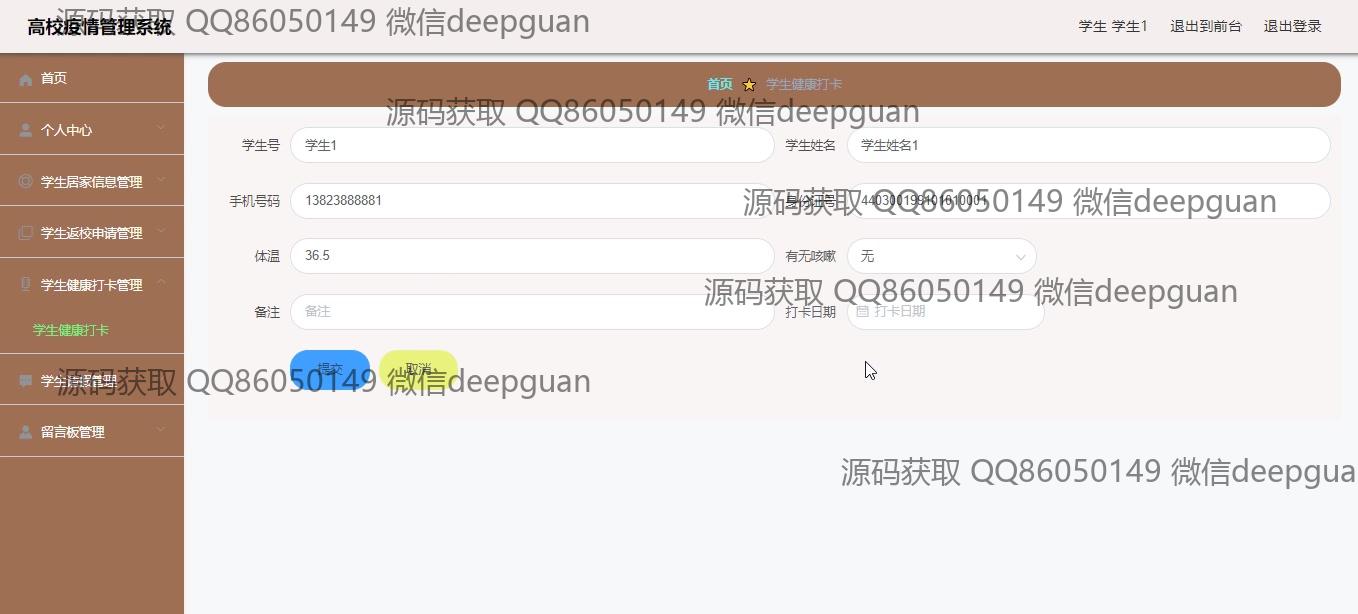 高校疫情管理系统
源码获取 QQ86050149 微信deepguan
学生 学生1 退出到前台 退出登录
首页
个人中心
学生居家信息管理
学生返校申请管理
学生健康打卡管理
学生健康打卡
留言板管理
首页 学生健康打卡
源码获取 QQ86050149 微信deepguan
学生号 学生1 学生姓名 学生姓名1
手机号码 13823888881 身份证号 440300199101010001
源码获取 QQ86050149 微信deepguan
体温 36.5 有无咳嗽 无
源码获取 QQ86050149 微信deepguan
备注 备注 打卡日期 打卡日期
提交 取消
源码获取 QQ86050149 微信deepguan
源码获取 QQ86050149 微信deepgua